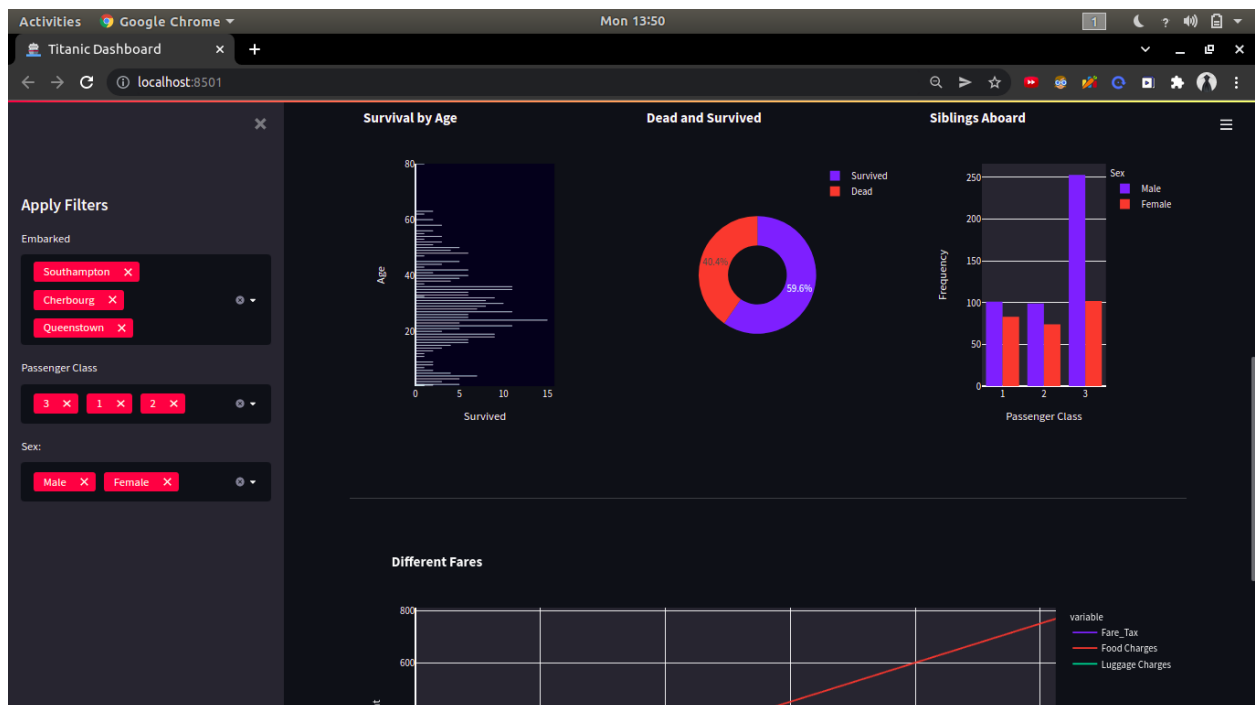 Activities Google Chrome Mon 13:50 1 ?
Titanic Dashboard
localhost:8501
Apply Filters
Embarked
Southampton
Cherbourg
Queenstown
Passenger Class
3 1 2
Sex:
Male Female
Survival by Age
80
60
40
20
Age
0 5 10 15
Survived
Dead and Survived
Survived
Dead
40.4%
59.6%
Siblings Aboard
250
200
150
100
50
0
Frequency
1 2 3
Passenger Class
Sex
Male
Female
Different Fares
800
600
variable
Fare_Tax
Food Charges
Luggage Charges